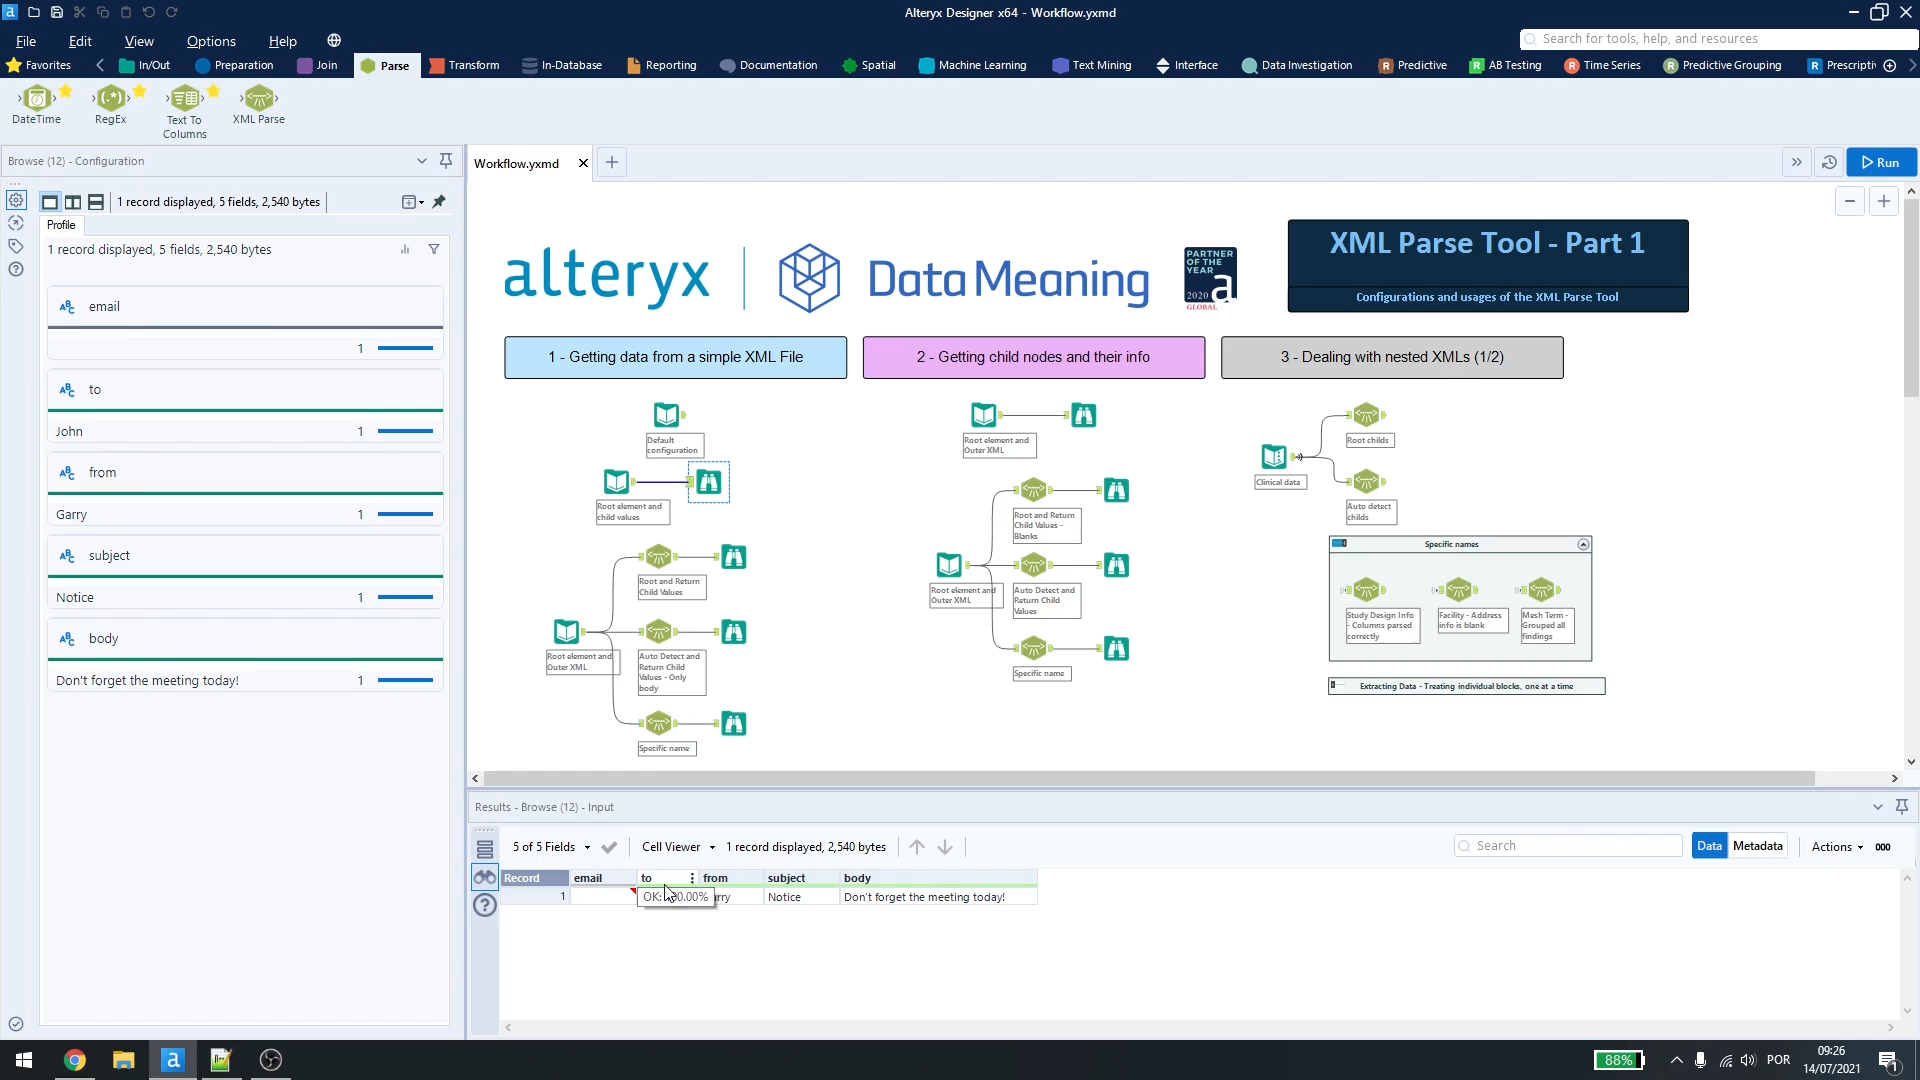 Alteryx Designer x64 - Workflow.yxmd
File Edit View Options Help
Search for tools, help, and resources
Favorites In/Out Preparation Join Parse Transform In-Database Reporting Documentation Spatial Machine Learning Text Mining Interface Data Investigation Predictive AB Testing Time Series Predictive Grouping Prescripti
DateTime RegEx Text To Columns XML Parse
Browse (12) - Configuration
1 record displayed, 5 fields, 2,540 bytes
Profile
1 record displayed, 5 fields, 2,540 bytes
email
1
to
John 1
from
Garry 1
subject
Notice 1
body
Don't forget the meeting today! 1
Workflow.yxmd
Run
alteryx
Data Meaning
PARTNER
OF THE
YEAR
2020
GLOBAL
XML Parse Tool - Part 1
Configurations and usages of the XML Parse Tool
1 - Getting data from a simple XML File
2 - Getting child nodes and their info
3 - Dealing with nested XMLs (1/2)
Default
configuration
Root element and
child values
Root and Return
Child Values
Root element and
Outer XML
Auto Detect and
Return Child
Values - Only
body
Specific name
Root element and
Outer XML
Root and Return
Child Values -
Blanks
Root element and
Outer XML
Auto Detect and
Return Child
Values
Specific name
Root childs
Clinical data
Auto detect
childs
Specific names
Study Design Info
- Columns parsed
correctly
Facility - Address
info is blank
Mesh Term -
Grouped all
findings
Extracting Data - Treating individual blocks, one at a time
Results - Browse (12) - Input
5 of 5 Fields Cell Viewer 1 record displayed, 2,540 bytes Search Data Metadata Actions 000
Record email to from subject body
1 OK: 00.00% rry Notice Don't forget the meeting today!
88% POR 09:26
14/07/2021
1